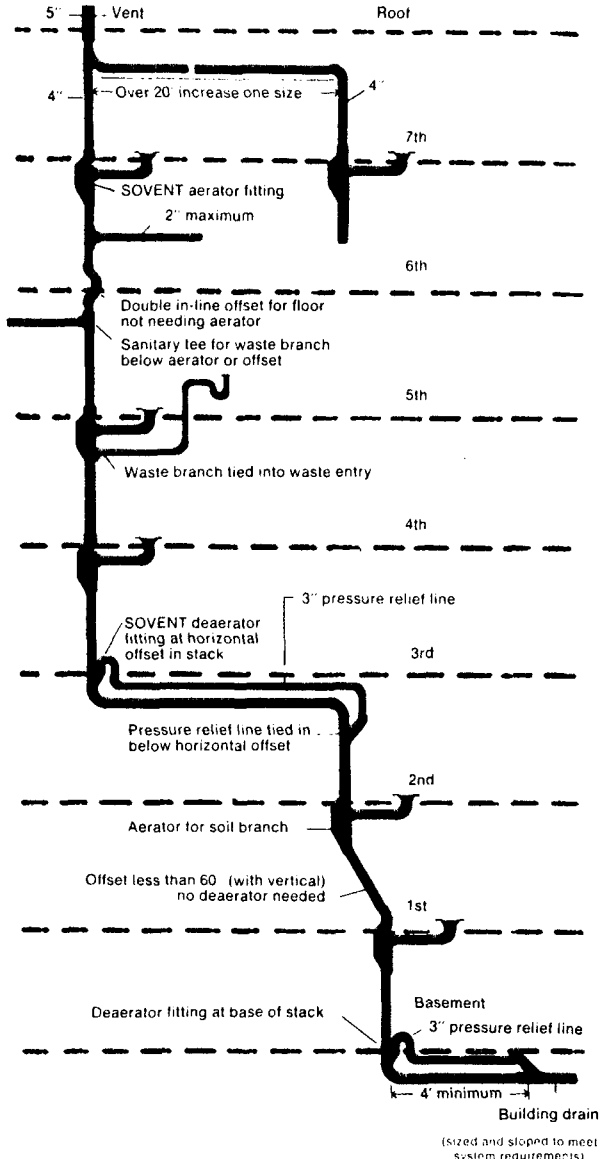 5" Vent Roof
4"
Over 20' increase one size
4"
7th
SOVENT aerator fitting
2" maximum
6th
Double in-line offset for floor
not needing aerator
Sanitary tee for waste branch
below aerator or offset
5th
Waste branch tied into waste entry
4th
3" pressure relief line
SOVENT deaerator
fitting at horizontal
offset in stack
3rd
Pressure relief line tied in
below horizontal offset
2nd
Aerator for soil branch
Offset less than 60 (with vertical)
no deaerator needed
1st
Basement
Deaerator fitting at base of stack
3" pressure relief line
4' minimum
Building drain
(sized and sloped to meet
system requirements)